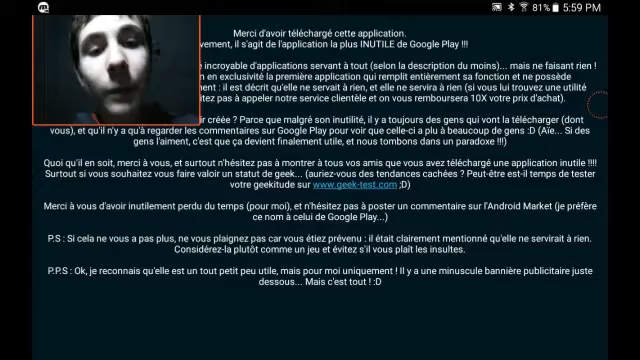 81% 5:59 PM
Merci d'avoir téléchargé cette application.
vement, il s'agit de l'application la plus INUTILE de Google Play !!!
e incroyable d'applications servant à tout (selon la description du moins)... mais ne faisant rien !
n en exclusivité la première application qui remplit entièrement sa fonction et ne possède
ment : il est décrit qu'elle ne servait à rien, et elle ne servira à rien (si vous lui trouvez une utilité
itez pas à appeler notre service clientèle et on vous remboursera 10X votre prix d'achat).
ir créée ? Parce que malgré son inutilité, il y a toujours des gens qui vont la télécharger (dont
vous), et qu'il n'y a qu'à regarder les commentaires sur Google Play pour voir que celle-ci a plu à beaucoup de gens :D (Aïe... Si des
gens l'aiment, c'est que ça devient finalement utile, et nous tombons dans un paradoxe !!!)
Quoi qu'il en soit, merci à vous, et surtout n'hésitez pas à montrer à tous vos amis que vous avez téléchargé une application inutile !!!!
Surtout si vous souhaitez vous faire valoir un statut de geek... (auriez-vous des tendances cachées ? Peut-être est-il temps de tester
votre geekitude sur www.geek-test.com ;D)
Merci à vous d'avoir inutilement perdu du temps (pour moi), et n'hésitez pas à poster un commentaire sur l'Android Market (je préfère
ce nom à celui de Google Play...)
P.S : Si cela ne vous a pas plus, ne vous plaignez pas car vous étiez prévenu : il était clairement mentionné qu'elle ne servirait à rien.
Considérez-la plutôt comme un jeu et évitez s'il vous plaît les insultes.
P.P.S : Ok, je reconnais qu'elle est un tout petit peu utile, mais pour moi uniquement ! Il y a une minuscule bannière publicitaire juste
dessous... Mais c'est tout ! :D